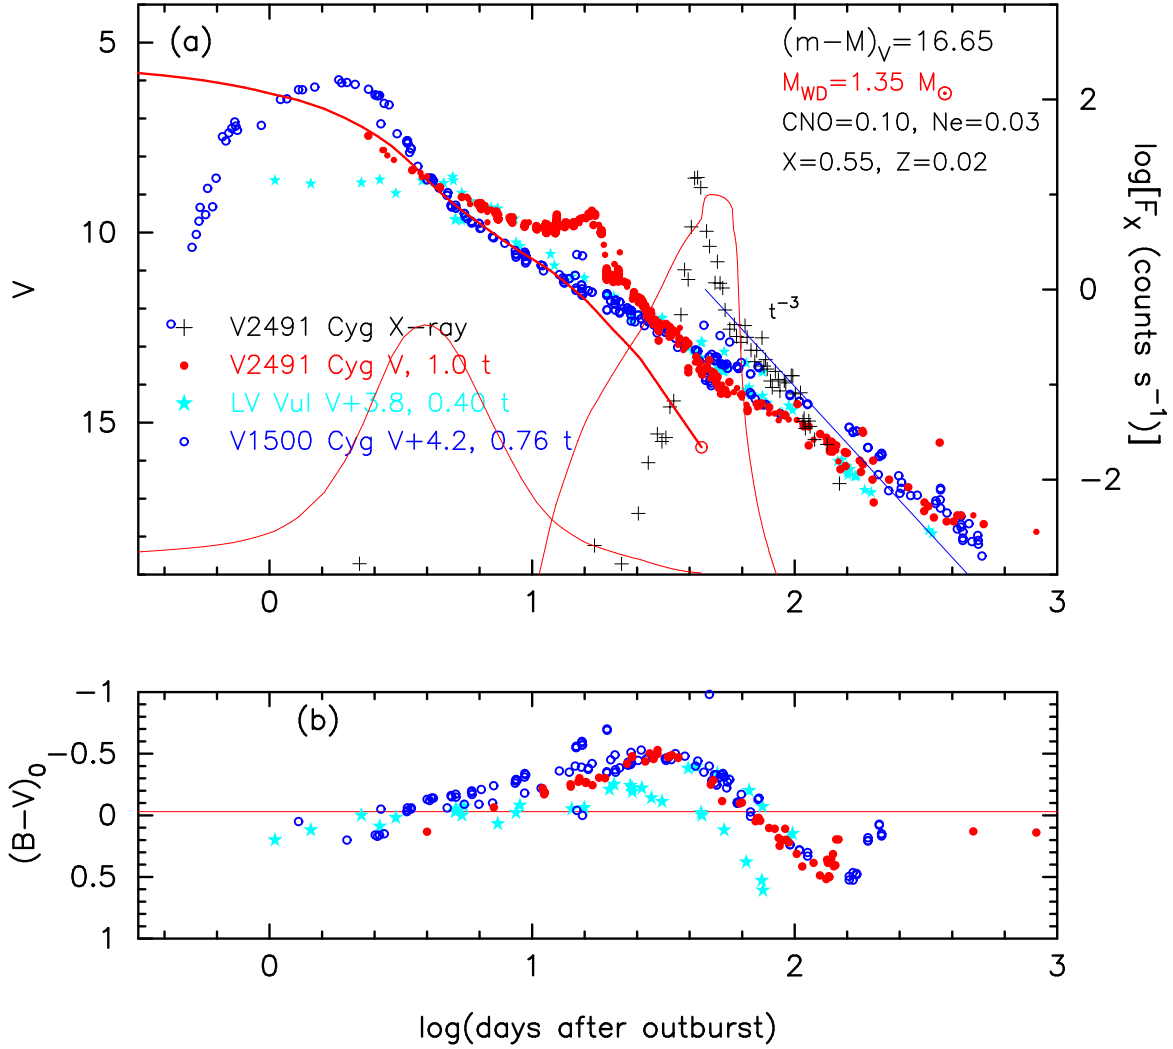 (a)
(m−M)V=16.65
MWD=1.35 M⊙
CNO=0.10, Ne=0.03
X=0.55, Z=0.02
5
10
15
V
2
0
−2
log[FX (counts s−1)]
t−3
V2491 Cyg X−ray
V2491 Cyg V, 1.0 t
LV Vul V+3.8, 0.40 t
V1500 Cyg V+4.2, 0.76 t
0 1 2 3
(b)
−1
−0.5
0
0.5
1
(B−V)0
0 1 2 3
log(days after outburst)